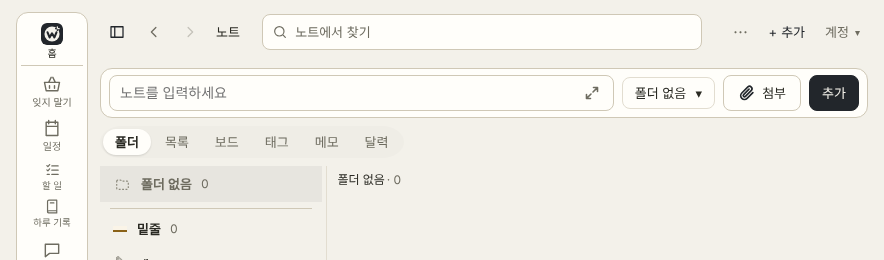 홈
잊지 말기
일정
할 일
하루 기록
노트
노트에서 찾기
··· + 추가 계정 ▾
노트를 입력하세요
폴더 없음 ▾
첨부
추가
폴더 목록 보드 태그 메모 달력
폴더 없음 0
밑줄 0
폴더 없음 · 0